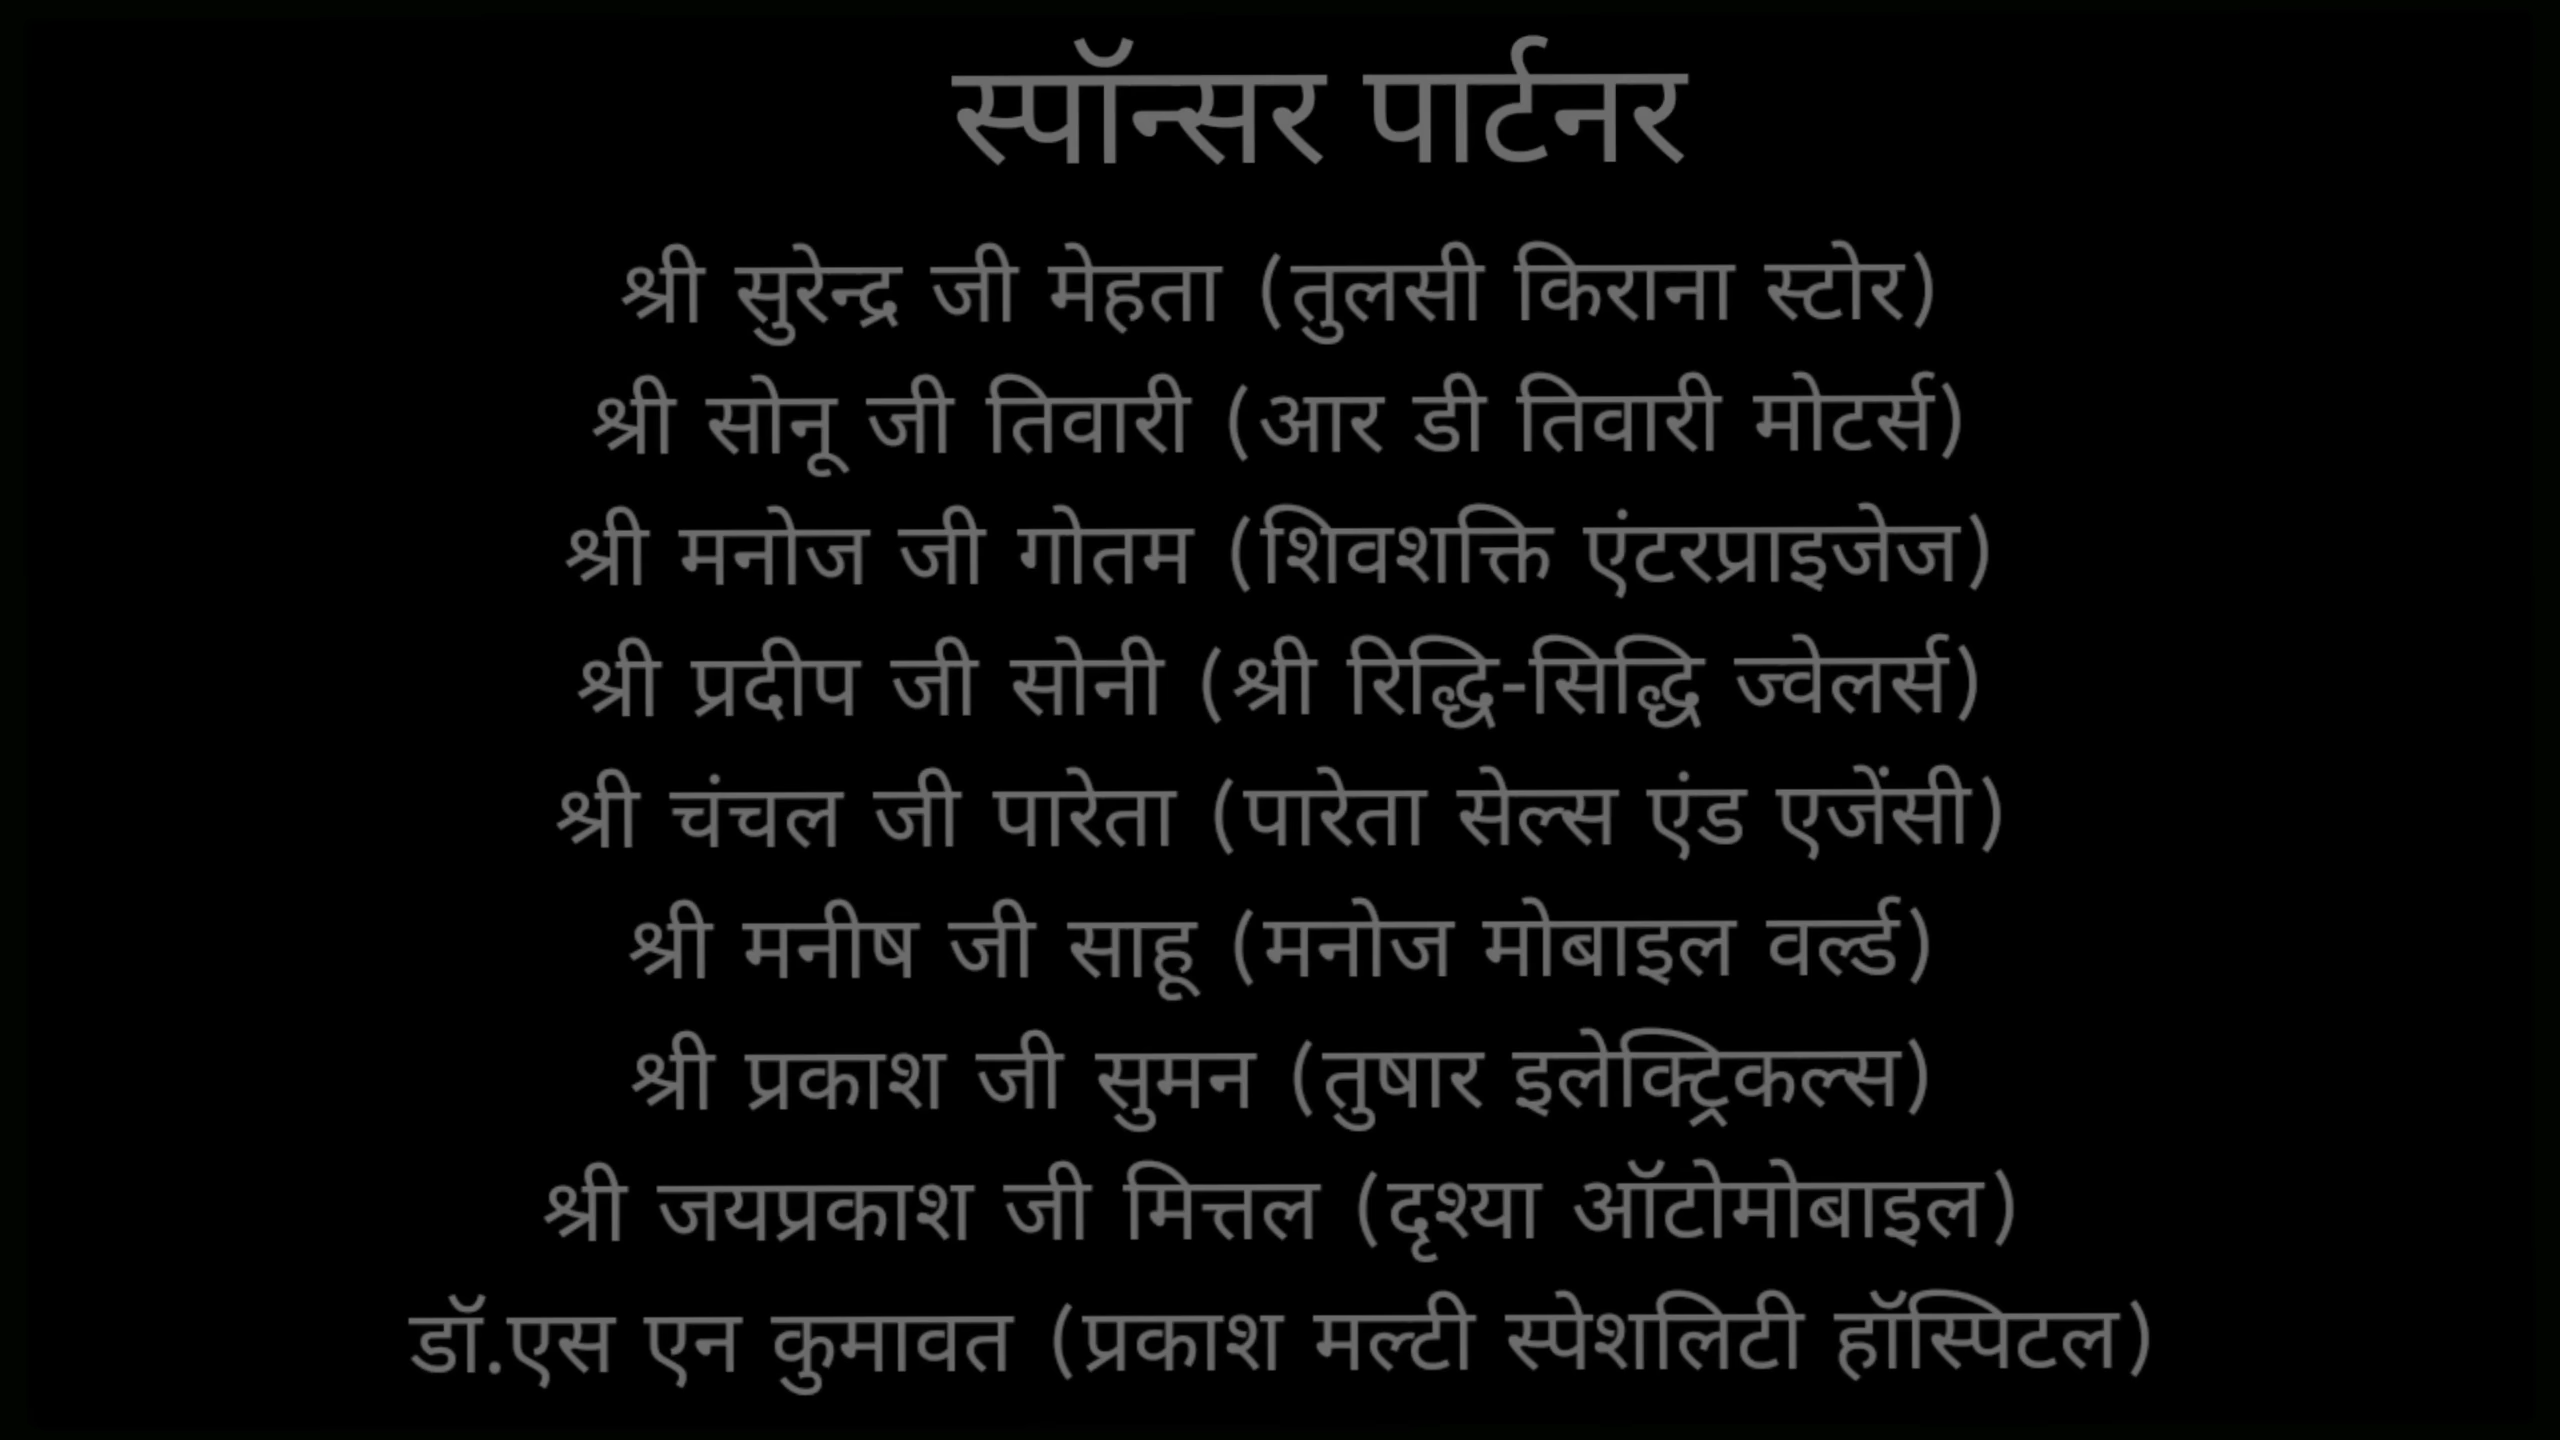 स्पॉन्सर पार्टनर
श्री सुरेन्द्र जी मेहता (तुलसी किराना स्टोर)
श्री सोनू जी तिवारी (आर डी तिवारी मोटर्स)
श्री मनोज जी गोतम (शिवशक्ति एंटरप्राइजेज)
श्री प्रदीप जी सोनी (श्री रिद्धि-सिद्धि ज्वेलर्स)
श्री चंचल जी पारेता (पारेता सेल्स एंड एजेंसी)
श्री मनीष जी साहू (मनोज मोबाइल वर्ल्ड)
श्री प्रकाश जी सुमन (तुषार इलेक्ट्रिकल्स)
श्री जयप्रकाश जी मित्तल (दृश्या ऑटोमोबाइल)
डॉ.एस एन कुमावत (प्रकाश मल्टी स्पेशलिटी हॉस्पिटल)